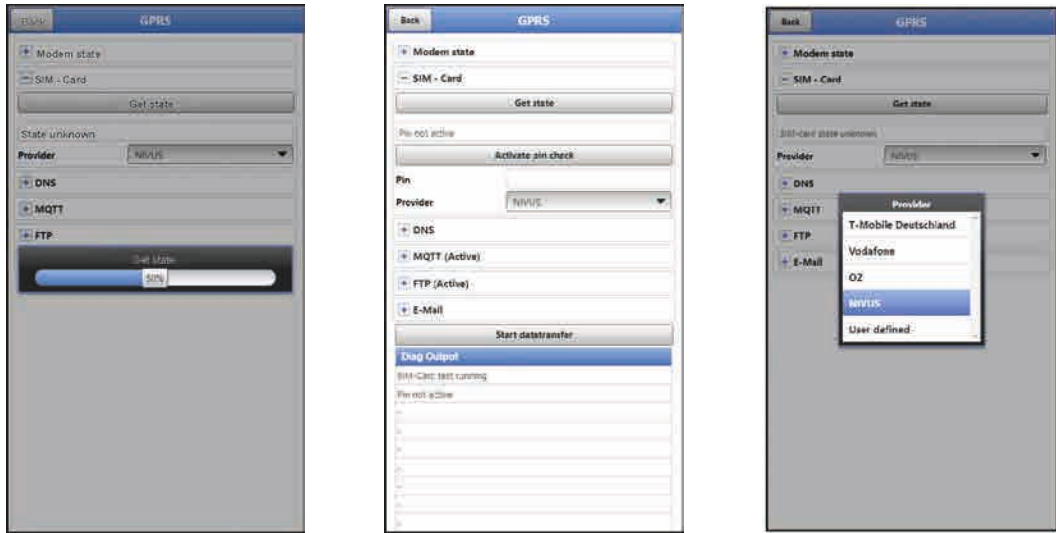 Back GPRS
+ Modem state
− SIM - Card
Get state
State unknown
Provider NIVUS
+ DNS
+ MQTT
+ FTP
Get state
50%
Back GPRS
+ Modem state
− SIM - Card
Get state
Pin not active
Activate pin check
Pin
Provider NIVUS
+ DNS
+ MQTT (Active)
+ FTP (Active)
+ E-Mail
Start datatransfer
Diag Output
SIM-Card test running
Pin not active
-
-
-
-
-
-
-
Back GPRS
+ Modem state
− SIM - Card
Get state
SIM-card state unknown
Provider NIVUS
+ DNS
+ MQTT
+ FTP
+ E-Mail
Provider
T-Mobile Deutschland
Vodafone
O2
NIVUS
User defined